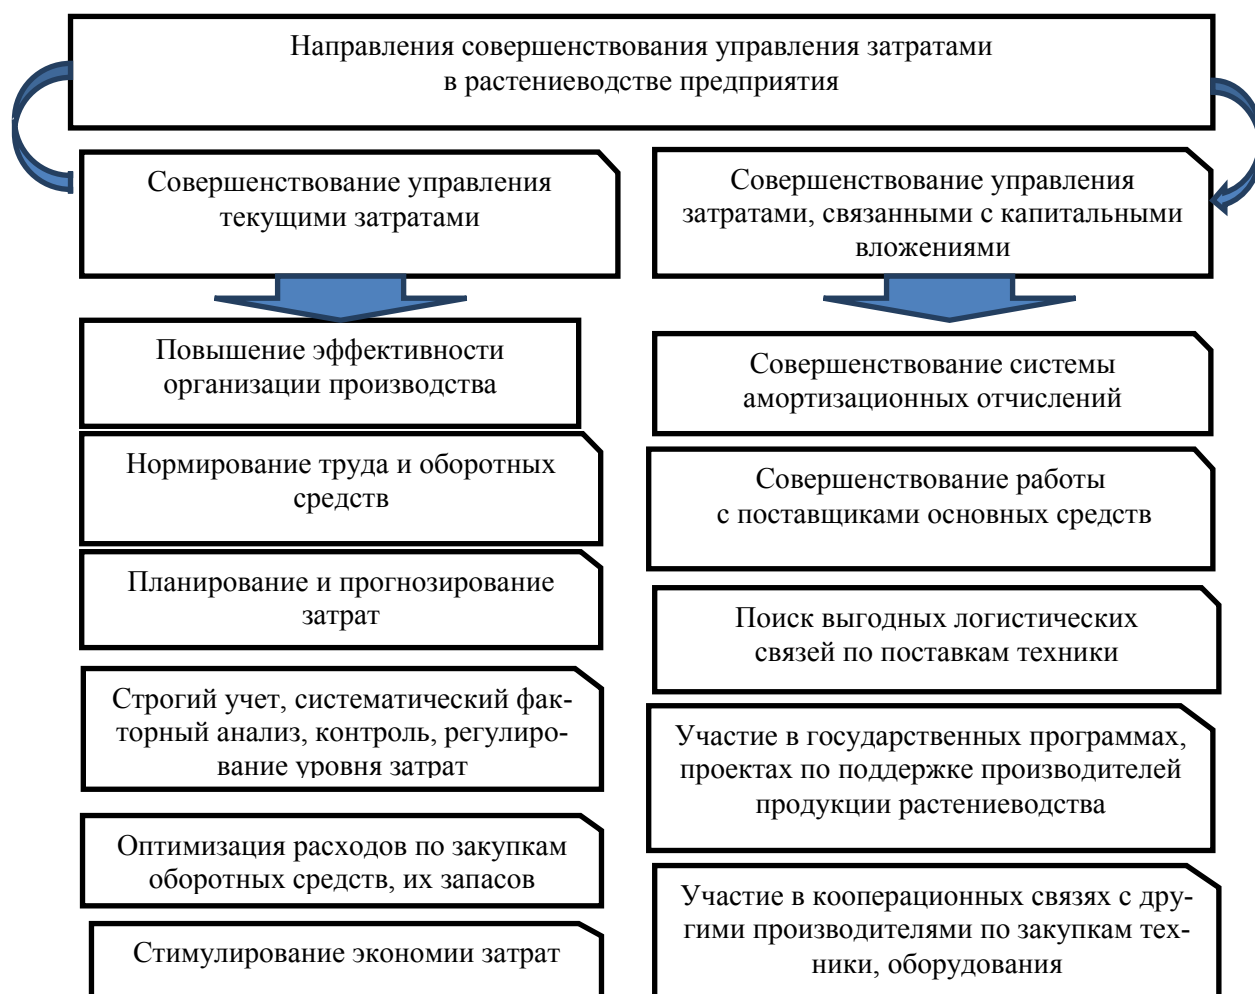 Направления совершенствования управления затратами
в растениеводстве предприятия
Совершенствование управления
текущими затратами
Совершенствование управления
затратами, связанными с капитальными
вложениями
Повышение эффективности
организации производства
Нормирование труда и оборотных
средств
Планирование и прогнозирование
затрат
Строгий учет, систематический фак-
торный анализ, контроль, регулиро-
вание уровня затрат
Оптимизация расходов по закупкам
оборотных средств, их запасов
Стимулирование экономии затрат
Совершенствование системы
амортизационных отчислений
Совершенствование работы
с поставщиками основных средств
Поиск выгодных логистических
связей по поставкам техники
Участие в государственных программах,
проектах по поддержке производителей
продукции растениеводства
Участие в кооперационных связях с дру-
гими производителями по закупкам тех-
ники, оборудования